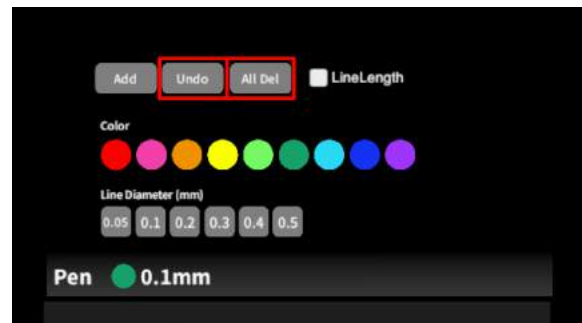 Add Undo All Del LineLength
Color
Line Diameter (mm)
0.05 0.1 0.2 0.3 0.4 0.5
Pen 0.1mm